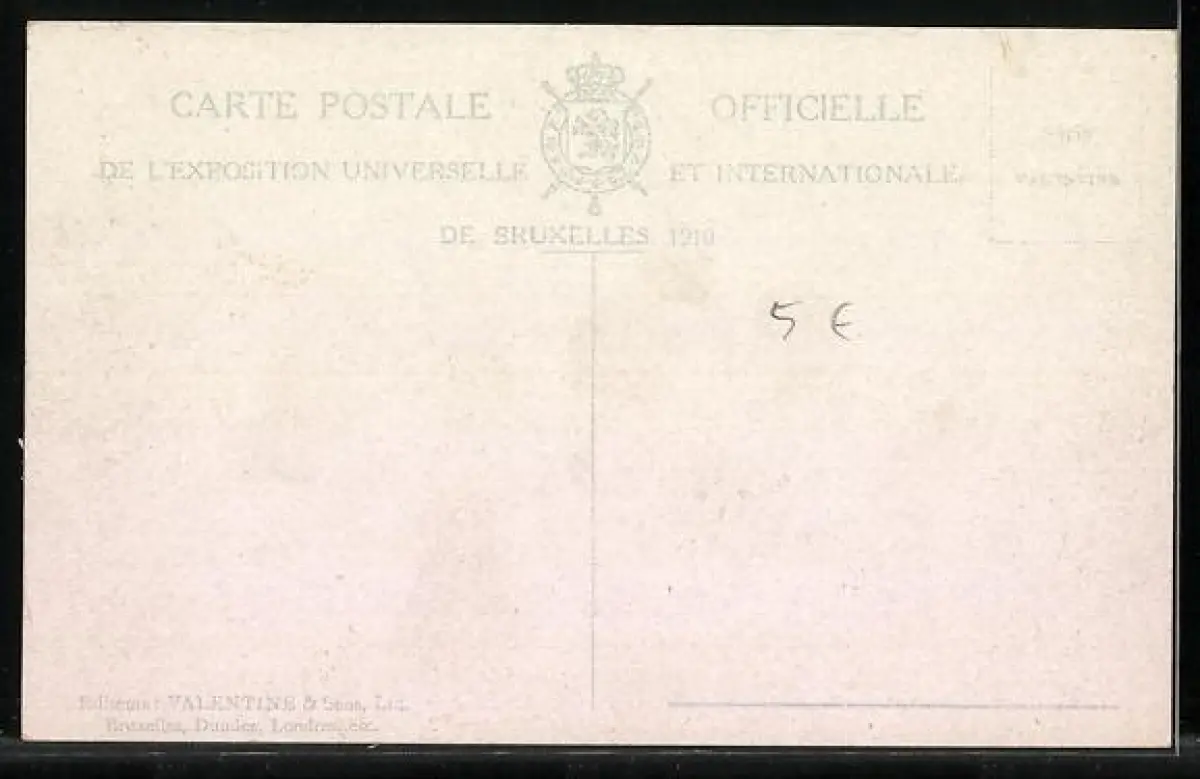 CARTE POSTALE OFFICIELLE
DE L'EXPOSITION UNIVERSELLE ET INTERNATIONALE
DE BRUXELLES 1910
5 €
Editeurs: VALENTINE & Sons, Ltd.
Bruxelles, Dundee, Londres, etc.